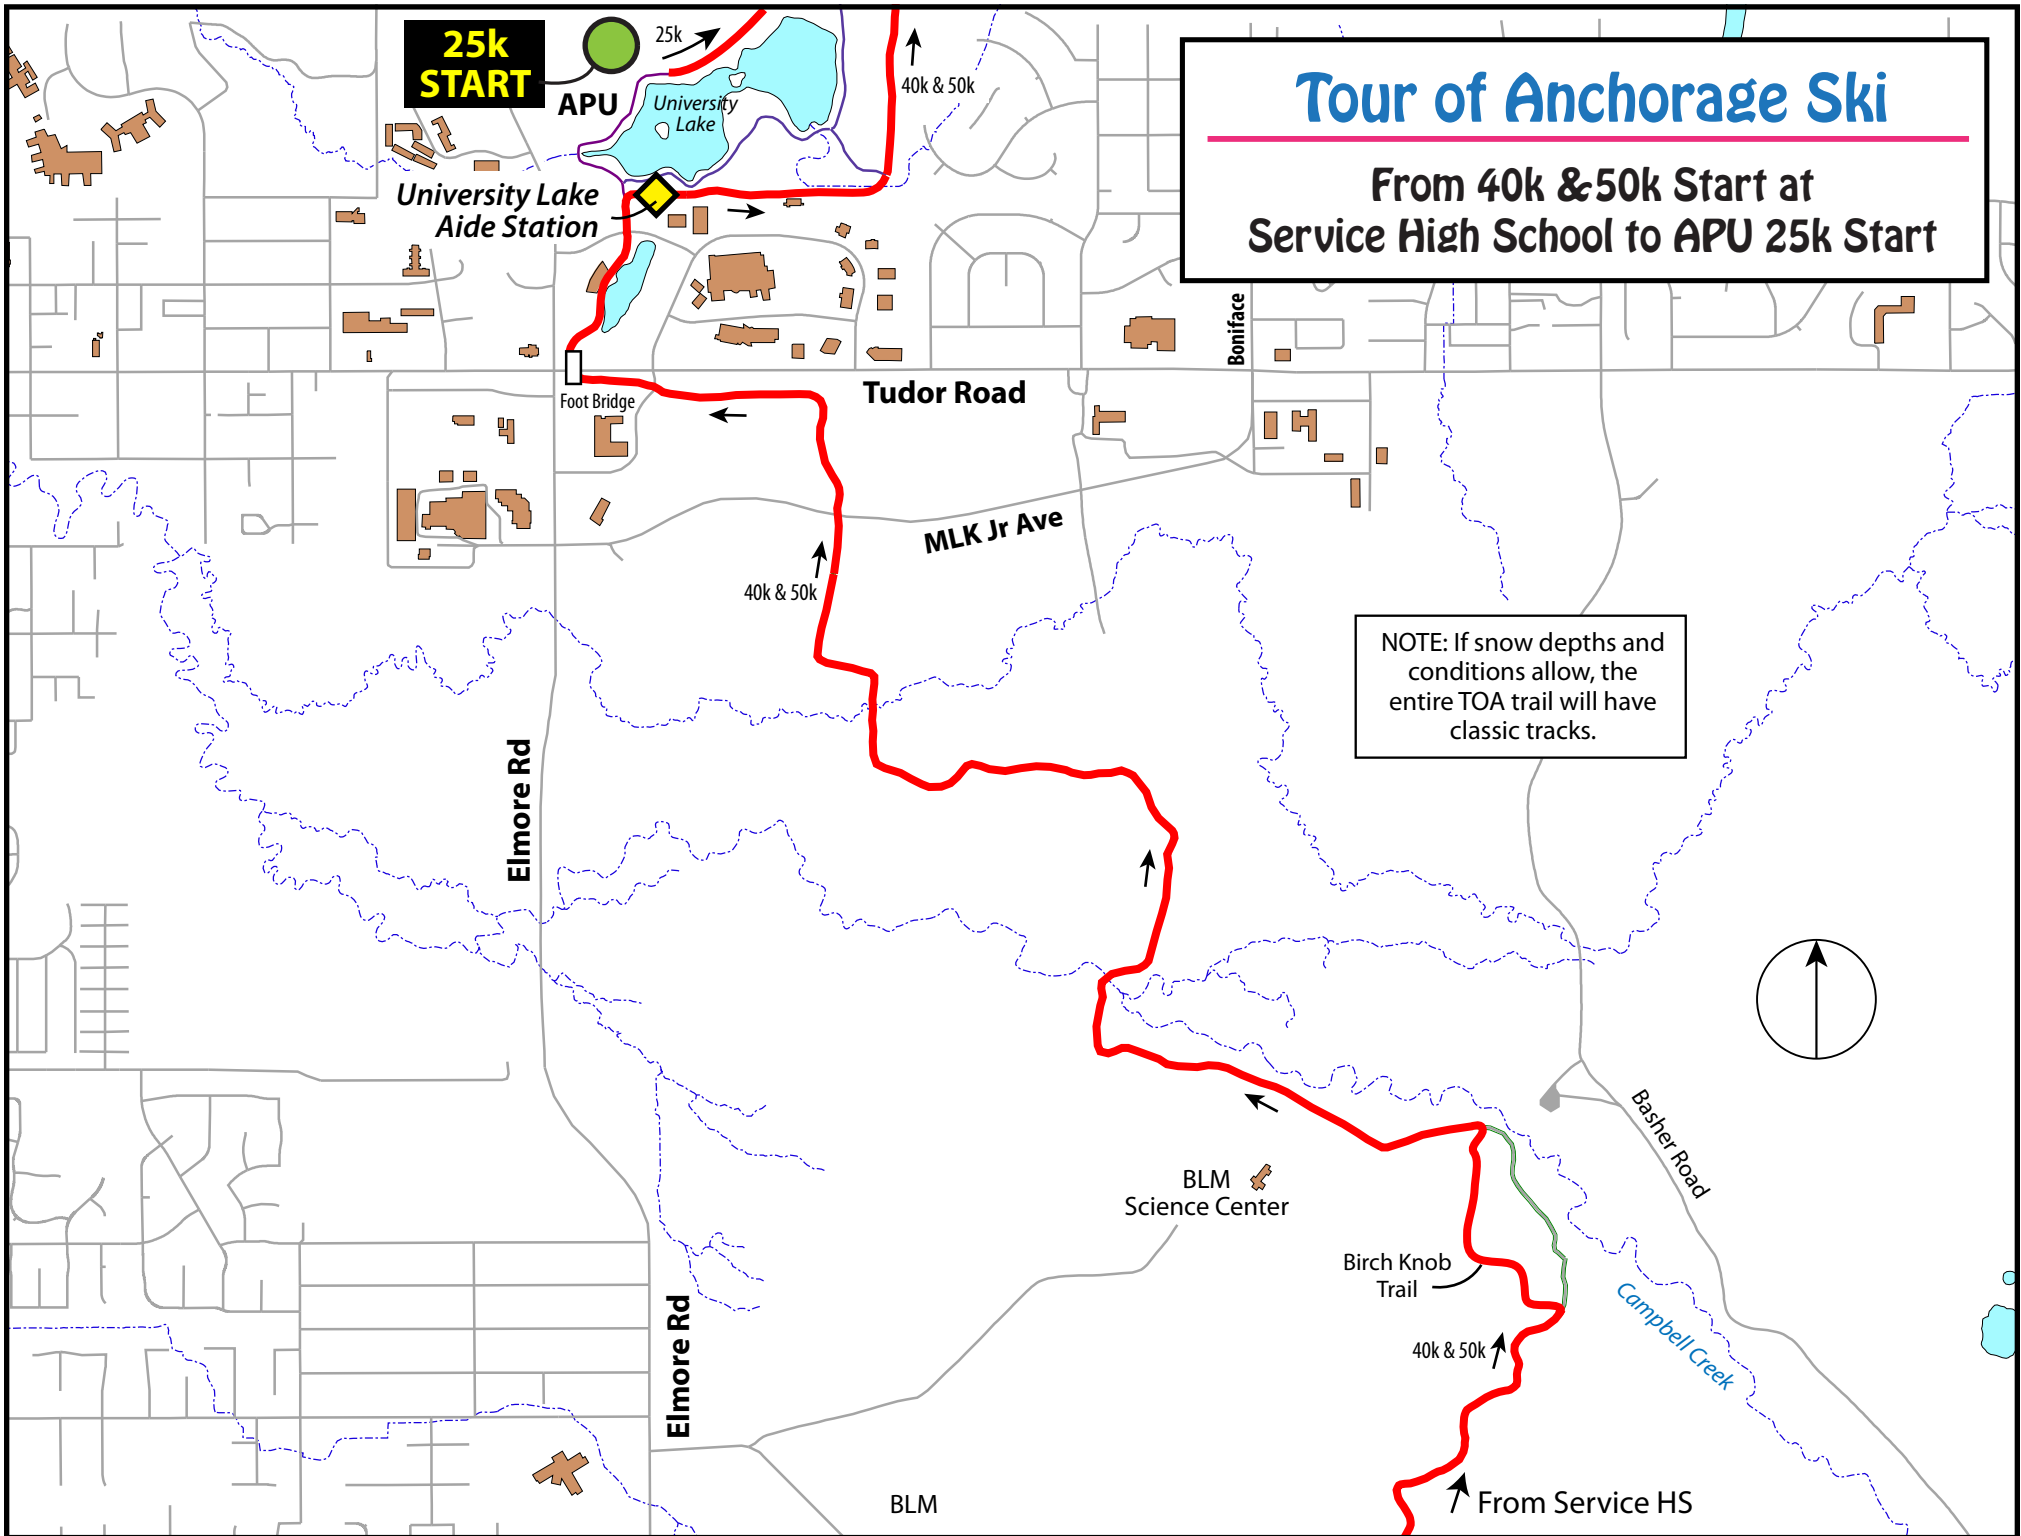 25k
START
25k
APU
University
Lake
40k & 50k
Tour of Anchorage Ski
From 40k &50k Start at
Service High School to APU 25k Start
University Lake
Aide Station
Boniface
Foot Bridge
Tudor Road
MLK Jr Ave
40k & 50k
NOTE: If snow depths and
conditions allow, the
entire TOA trail will have
classic tracks.
Elmore Rd
Basher Road
BLM
Science Center
Birch Knob
Trail
Campbell Creek
40k & 50k
Elmore Rd
BLM
From Service HS